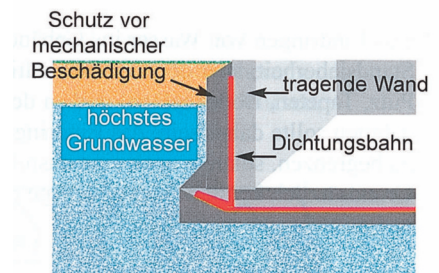 Schutz vor
mechanischer
Beschädigung
tragende Wand
höchstes
Grundwasser
Dichtungsbahn